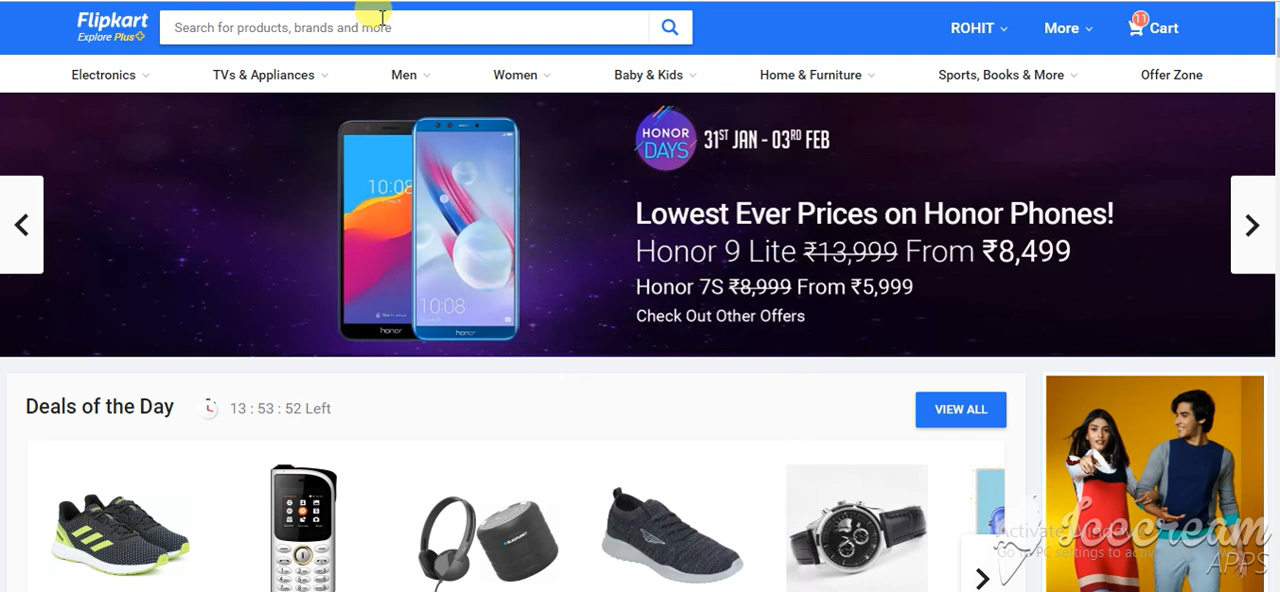 Flipkart
Explore Plus
Search for products, brands and more
ROHIT
More
11
Cart
Electronics
TVs & Appliances
Men
Women
Baby & Kids
Home & Furniture
Sports, Books & More
Offer Zone
HONOR
DAYS
31ST JAN - 03RD FEB
Lowest Ever Prices on Honor Phones!
Honor 9 Lite ₹13,999 From ₹8,499
Honor 7S ₹8,999 From ₹5,999
Check Out Other Offers
10:08
10:08
honor
honor
Deals of the Day
13 : 53 : 52 Left
VIEW ALL
BLAUPUNKT
Icecream
APPS